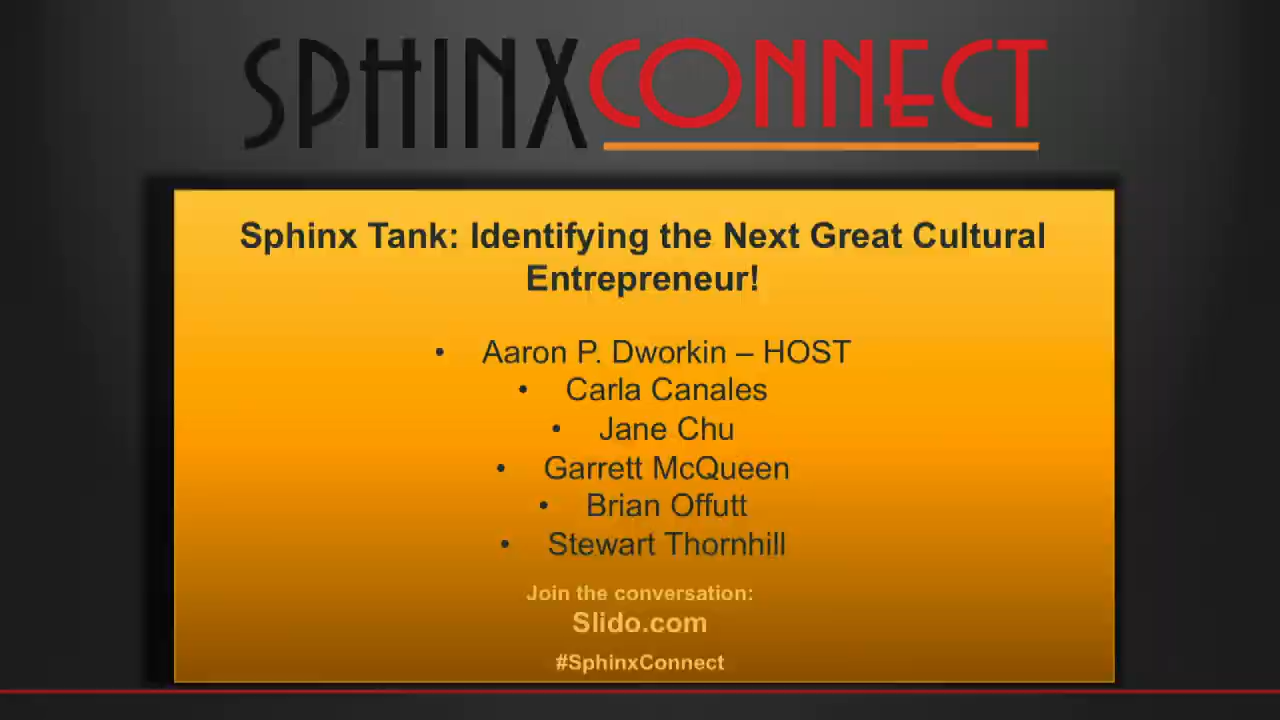 SPHINXCONNECT
Sphinx Tank: Identifying the Next Great Cultural
Entrepreneur!
• Aaron P. Dworkin – HOST
• Carla Canales
• Jane Chu
• Garrett McQueen
• Brian Offutt
• Stewart Thornhill
Join the conversation:
Slido.com
#SphinxConnect